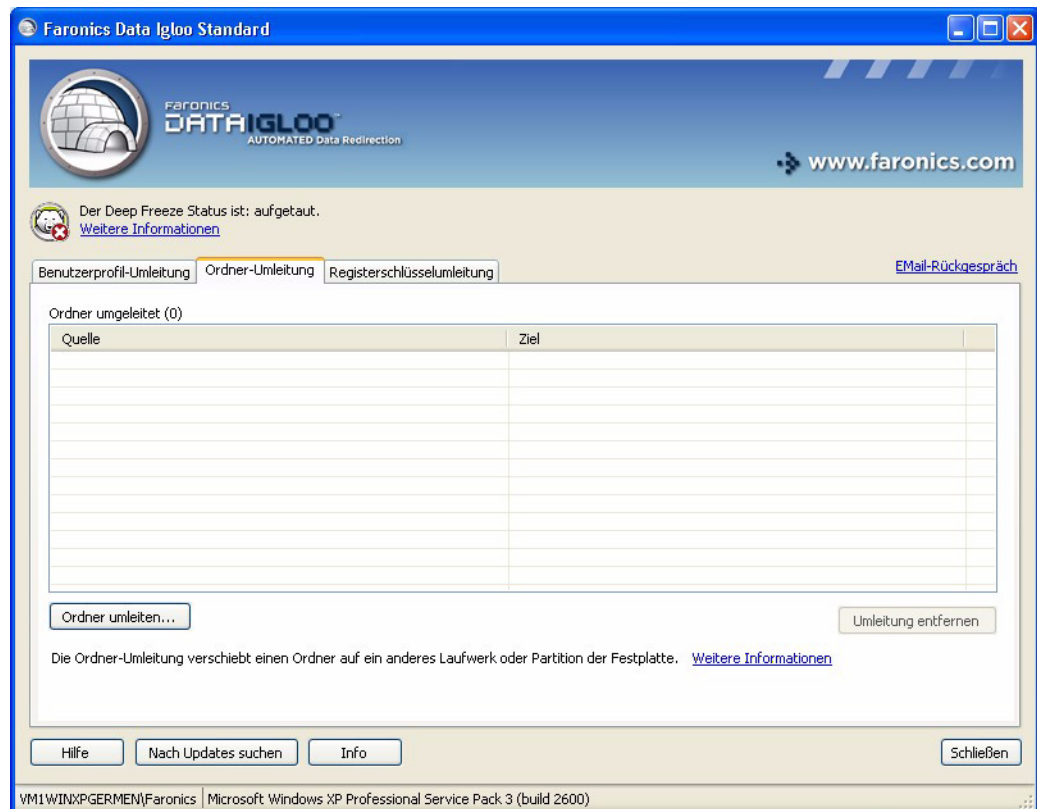 Faronics Data Igloo Standard
Faronics
DATAIGLOO™
AUTOMATED Data Redirection
www.faronics.com
Der Deep Freeze Status ist: aufgetaut.
Weitere Informationen
Benutzerprofil-Umleitung Ordner-Umleitung Registerschlüsselumleitung EMail-Rückgespräch
Ordner umgeleitet (0)
Quelle Ziel
Ordner umleiten... Umleitung entfernen
Die Ordner-Umleitung verschiebt einen Ordner auf ein anderes Laufwerk oder Partition der Festplatte. Weitere Informationen
Hilfe Nach Updates suchen Info Schließen
VM1WINXPGERMEN\Faronics Microsoft Windows XP Professional Service Pack 3 (build 2600)